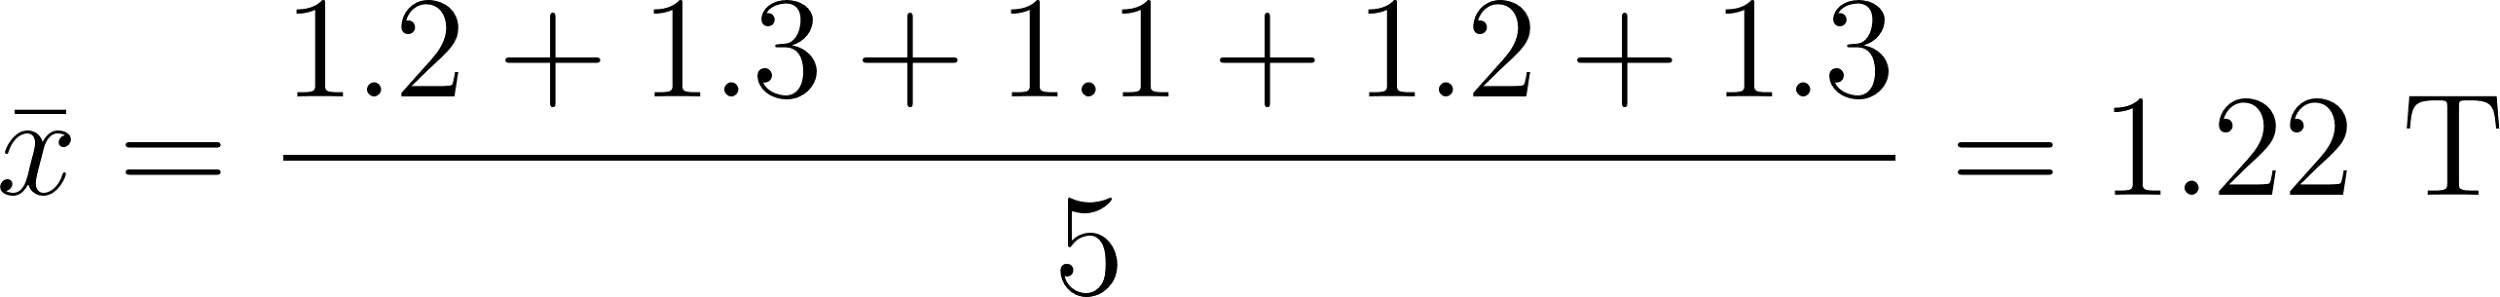 x̄ = (1.2 + 1.3 + 1.1 + 1.2 + 1.3) / 5 = 1.22 T